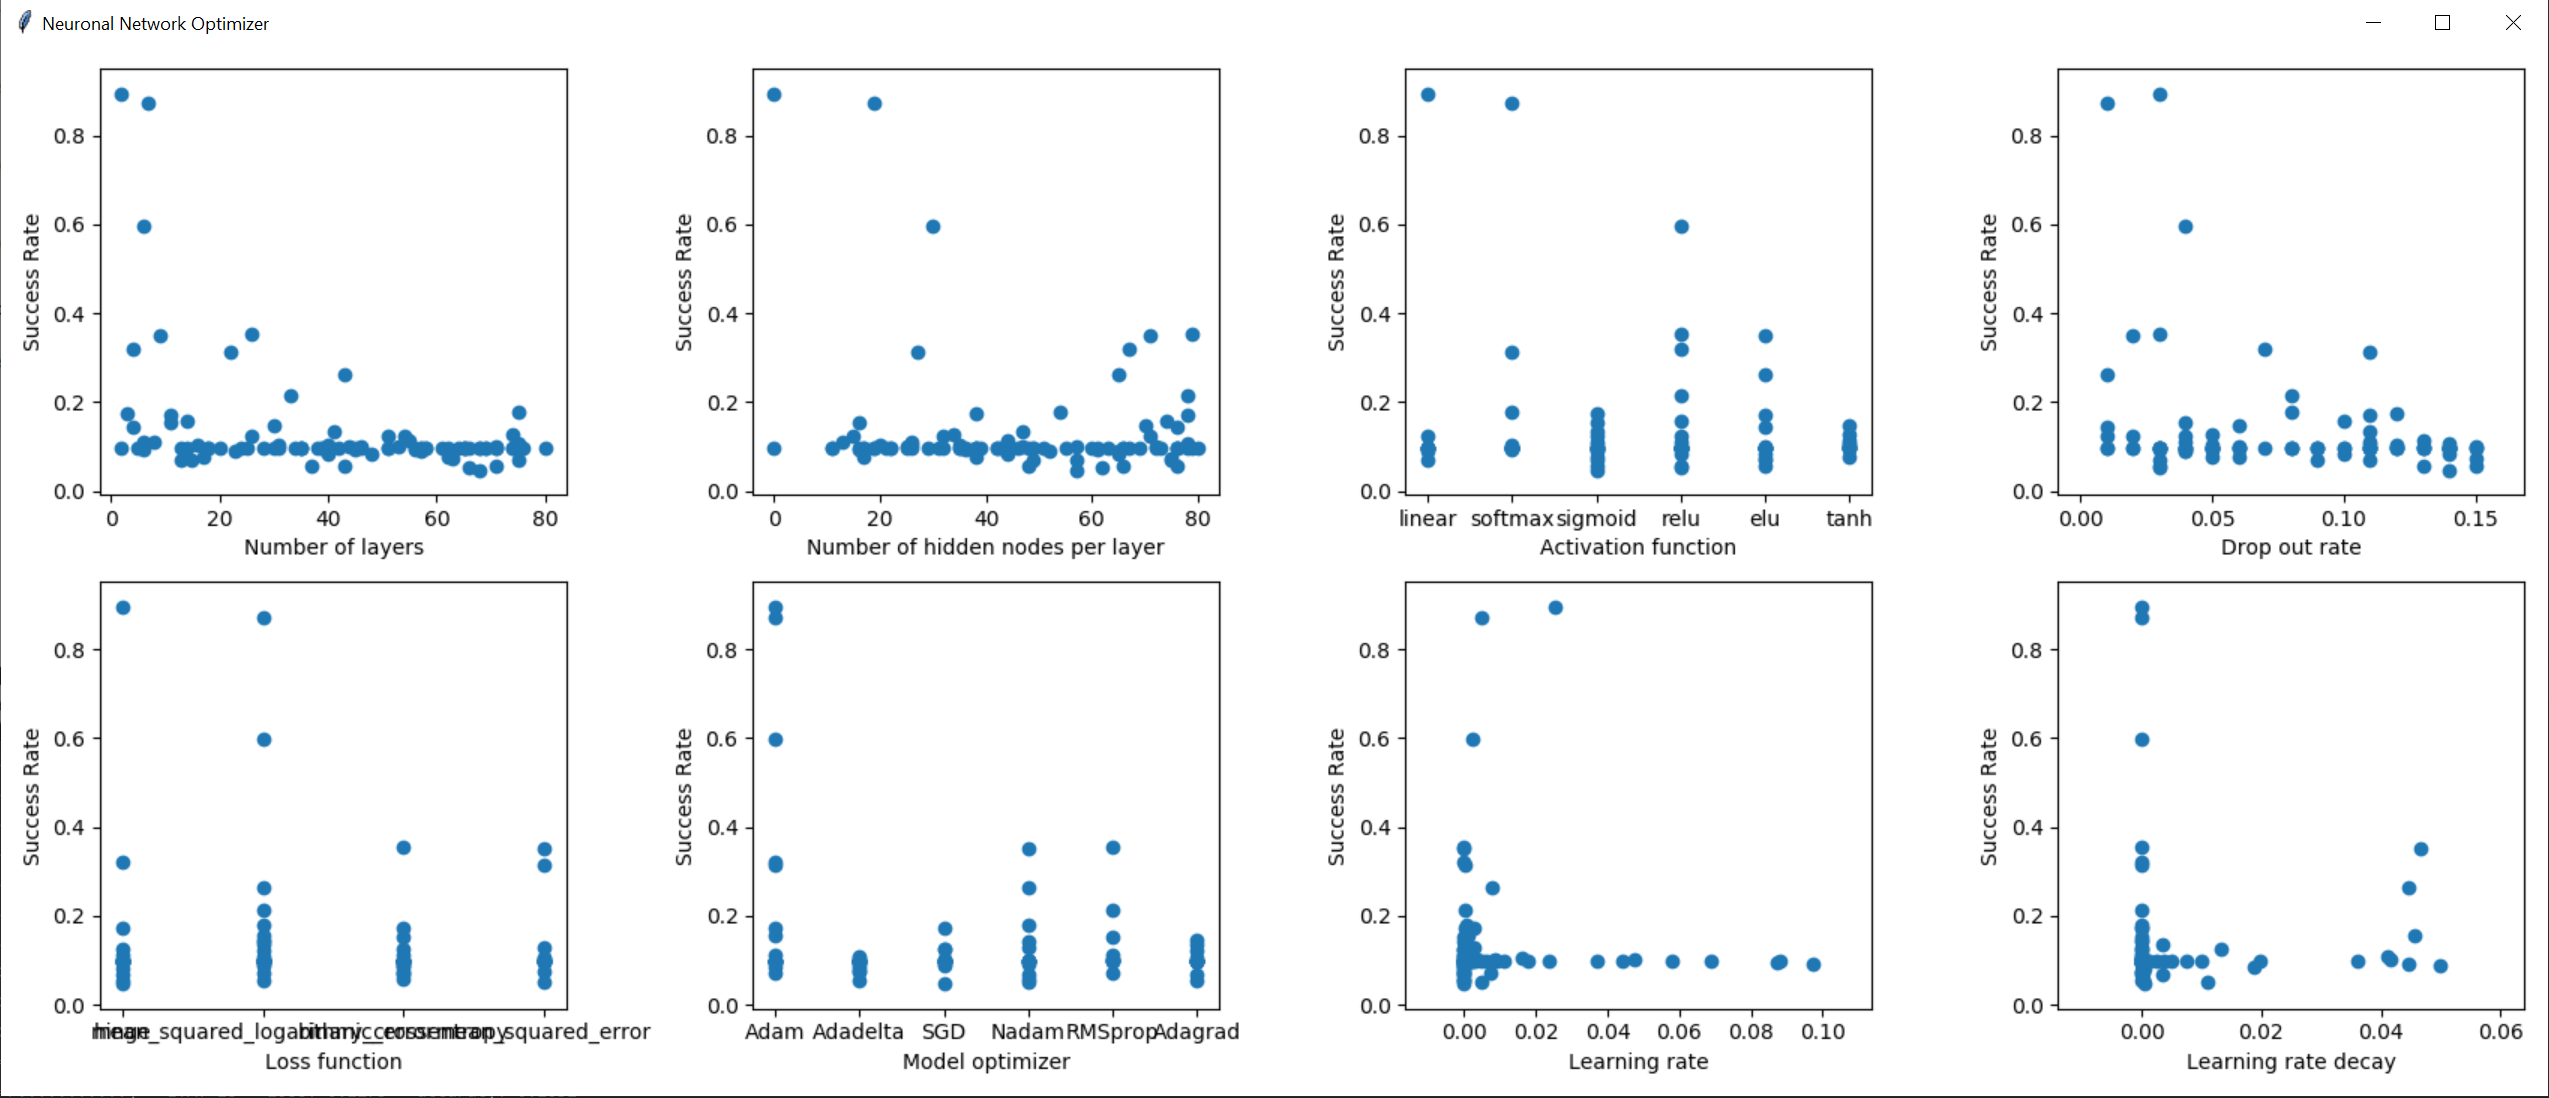 Neuronal Network Optimizer
0.8
0.6
0.4
0.2
0.0
Success Rate
0 20 40 60 80
Number of layers
0.8
0.6
0.4
0.2
0.0
Success Rate
0 20 40 60 80
Number of hidden nodes per layer
0.8
0.6
0.4
0.2
0.0
Success Rate
linear softmax sigmoid relu elu tanh
Activation function
0.8
0.6
0.4
0.2
0.0
Success Rate
0.00 0.05 0.10 0.15
Drop out rate
0.8
0.6
0.4
0.2
0.0
Success Rate
hinge mean_squared_logarithmic_error binary_crossentropy mean_squared_error
Loss function
0.8
0.6
0.4
0.2
0.0
Success Rate
Adam Adadelta SGD Nadam RMSprop Adagrad
Model optimizer
0.8
0.6
0.4
0.2
0.0
Success Rate
0.00 0.02 0.04 0.06 0.08 0.10
Learning rate
0.8
0.6
0.4
0.2
0.0
Success Rate
0.00 0.02 0.04 0.06
Learning rate decay